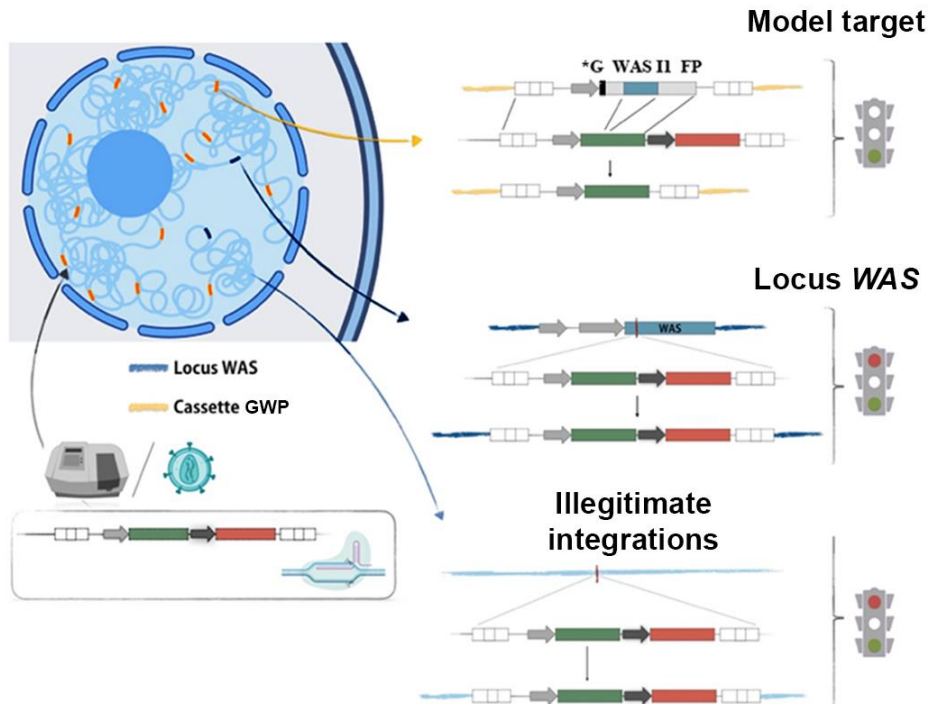 Model target
*G WAS I1 FP
Locus WAS
WAS
Locus WAS
Cassette GWP
Illegitimate
integrations